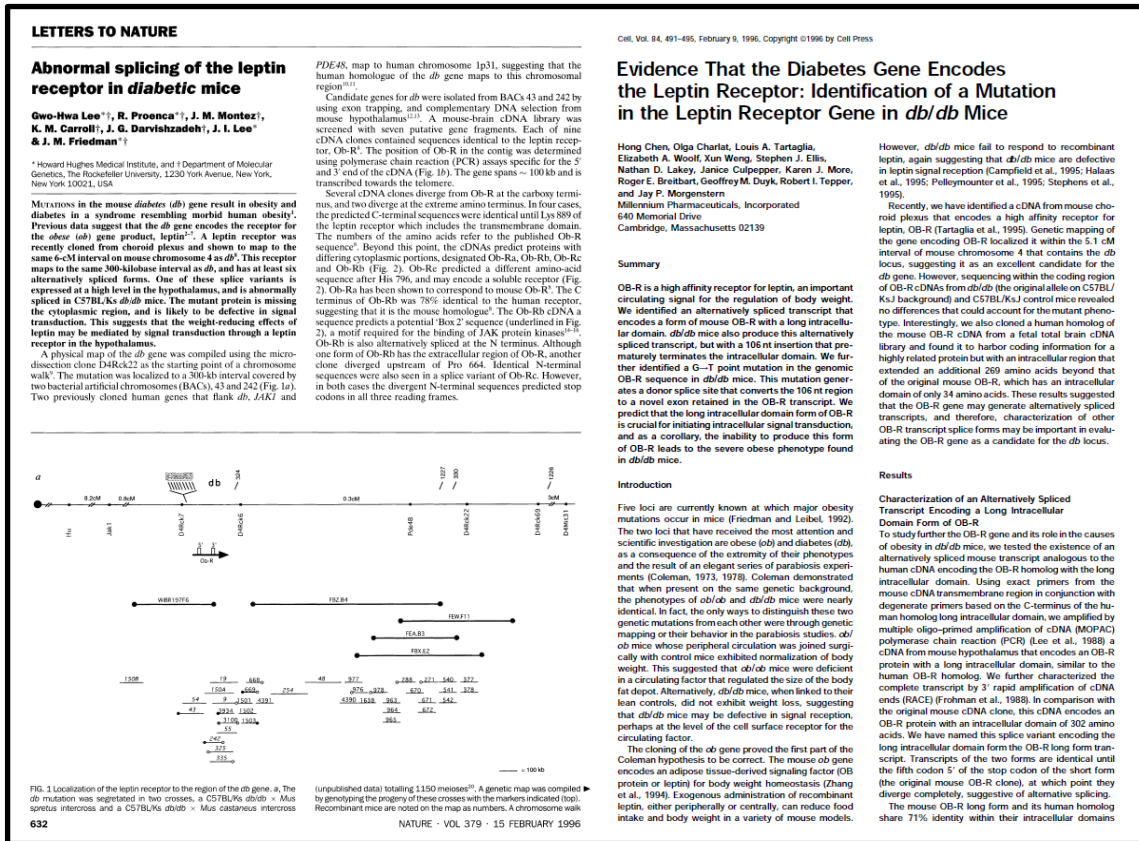 LETTERS TO NATURE
Abnormal splicing of the leptin
receptor in diabetic mice
Gwo-Hwa Lee*†, R. Proenca*†, J. M. Montez†,
K. M. Carroll†, J. G. Darvishzadeh†, J. I. Lee*
& J. M. Friedman*†
* Howard Hughes Medical Institute, and † Department of Molecular
Genetics, The Rockefeller University, 1230 York Avenue, New York,
New York 10021, USA
MUTATIONS in the mouse diabetes (db) gene result in obesity and
diabetes in a syndrome resembling morbid human obesity¹.
Previous data suggest that the db gene encodes the receptor for
the obese (ob) gene product, leptin²⁻⁷. A leptin receptor was
recently cloned from choroid plexus and shown to map to the
same 6-cM interval on mouse chromosome 4 as db⁸. This receptor
maps to the same 300-kilobase interval as db, and has at least six
alternatively spliced forms. One of these splice variants is
expressed at a high level in the hypothalamus, and is abnormally
spliced in C57BL/Ks db/db mice. The mutant protein is missing
the cytoplasmic region, and is likely to be defective in signal
transduction. This suggests that the weight-reducing effects of
leptin may be mediated by signal transduction through a leptin
receptor in the hypothalamus.
A physical map of the db gene was compiled using the micro-
dissection clone D4Rck22 as the starting point of a chromosome
walk⁹. The mutation was localized to a 300-kb interval covered by
two bacterial artificial chromosomes (BACs), 43 and 242 (Fig. 1a).
Two previously cloned human genes that flank db, JAK1 and
PDE4B, map to human chromosome 1p31, suggesting that the
human homologue of the db gene maps to this chromosomal
region¹⁰,¹¹.
Candidate genes for db were isolated from BACs 43 and 242 by
using exon trapping, and complementary DNA selection from
mouse hypothalamus¹²,¹³. A mouse-brain cDNA library was
screened with seven putative gene fragments. Each of nine
cDNA clones contained sequences identical to the leptin recep-
tor, Ob-R⁸. The position of Ob-R in the contig was determined
using polymerase chain reaction (PCR) assays specific for the 5'
and 3' end of the cDNA (Fig. 1b). The gene spans ~ 100 kb and is
transcribed towards the telomere.
Several cDNA clones diverge from Ob-R at the carboxy termi-
nus, and two diverge at the extreme amino terminus. In four cases,
the predicted C-terminal sequences were identical until Lys 889 of
the leptin receptor which includes the transmembrane domain.
The numbers of the amino acids refer to the published Ob-R
sequence⁸. Beyond this point, the cDNAs predict proteins with
differing cytoplasmic portions, designated Ob-Ra, Ob-Rb, Ob-Rc
and Ob-Rb (Fig. 2). Ob-Re predicted a different amino-acid
sequence after His 796, and may encode a soluble receptor (Fig.
2). Ob-Ra has been shown to correspond to mouse Ob-R⁸. The C
terminus of Ob-Rb was 78% identical to the human receptor,
suggesting that it is the mouse homologue⁸. The Ob-Rb cDNA a
sequence predicts a potential 'Box 2' sequence (underlined in Fig.
2), a motif required for the binding of JAK protein kinases¹⁴⁻¹⁶.
Ob-Rb is also alternatively spliced at the N terminus. Although
one form of Ob-Rb has the extracellular region of Ob-R, another
clone diverged upstream of Pro 664. Identical N-terminal
sequences were also seen in a splice variant of Ob-Rc. However,
in both cases the divergent N-terminal sequences predicted stop
codons in all three reading frames.
a
db
324
1227
330
1226
8.2cM
0.8cM
0.3cM
3cM
Ifa
Jak1
D4Rck7
D4Rck6
Pde4B
D4Rck22
D4Rck69
D4Mit31
5' 3'
Ob-R
WIBR197F6
FBZ.B4
FEW.F11
FEA.B3
FBX.E2
1508
19
668
48
977
288
271
540
377
1504
669
254
976
978
670
541
378
54
9
1501
4391
4390
1638
963
671
542
43
3934
1502
964
672
3100
1503
965
55
242
325
335
= 100 kb
FIG. 1 Localization of the leptin receptor to the region of the db gene. a, The
db mutation was segretated in two crosses, a C57BL/Ks db/db × Mus
spretus intercross and a C57BL/Ks db/db × Mus castaneus intercross
(unpublished data) totalling 1150 meioses²⁰. A genetic map was compiled ►
by genotyping the progeny of these crosses with the markers indicated (top).
Recombinant mice are noted on the map as numbers. A chromosome walk
632
NATURE · VOL 379 · 15 FEBRUARY 1996
Cell, Vol. 84, 491–495, February 9, 1996, Copyright ©1996 by Cell Press
Evidence That the Diabetes Gene Encodes
the Leptin Receptor: Identification of a Mutation
in the Leptin Receptor Gene in db/db Mice
Hong Chen, Olga Charlat, Louis A. Tartaglia,
Elizabeth A. Woolf, Xun Weng, Stephen J. Ellis,
Nathan D. Lakey, Janice Culpepper, Karen J. More,
Roger E. Breitbart, Geoffrey M. Duyk, Robert I. Tepper,
and Jay P. Morgenstern
Millennium Pharmaceuticals, Incorporated
640 Memorial Drive
Cambridge, Massachusetts 02139
Summary
OB-R is a high affinity receptor for leptin, an important
circulating signal for the regulation of body weight.
We identified an alternatively spliced transcript that
encodes a form of mouse OB-R with a long intracellu-
lar domain. db/db mice also produce this alternatively
spliced transcript, but with a 106 nt insertion that pre-
maturely terminates the intracellular domain. We fur-
ther identified a G→T point mutation in the genomic
OB-R sequence in db/db mice. This mutation gener-
ates a donor splice site that converts the 106 nt region
to a novel exon retained in the OB-R transcript. We
predict that the long intracellular domain form of OB-R
is crucial for initiating intracellular signal transduction,
and as a corollary, the inability to produce this form
of OB-R leads to the severe obese phenotype found
in db/db mice.
Introduction
Five loci are currently known at which major obesity
mutations occur in mice (Friedman and Leibel, 1992).
The two loci that have received the most attention and
scientific investigation are obese (ob) and diabetes (db),
as a consequence of the extremity of their phenotypes
and the result of an elegant series of parabiosis experi-
ments (Coleman, 1973, 1978). Coleman demonstrated
that when present on the same genetic background,
the phenotypes of ob/ob and db/db mice were nearly
identical. In fact, the only ways to distinguish these two
genetic mutations from each other were through genetic
mapping or their behavior in the parabiosis studies. ob/
ob mice whose peripheral circulation was joined surgi-
cally with control mice exhibited normalization of body
weight. This suggested that ob/ob mice were deficient
in a circulating factor that regulated the size of the body
fat depot. Alternatively, db/db mice, when linked to their
lean controls, did not exhibit weight loss, suggesting
that db/db mice may be defective in signal reception,
perhaps at the level of the cell surface receptor for the
circulating factor.
The cloning of the ob gene proved the first part of the
Coleman hypothesis to be correct. The mouse ob gene
encodes an adipose tissue-derived signaling factor (OB
protein or leptin) for body weight homeostasis (Zhang
et al., 1994). Exogenous administration of recombinant
leptin, either peripherally or centrally, can reduce food
intake and body weight in a variety of mouse models.
However, db/db mice fail to respond to recombinant
leptin, again suggesting that db/db mice are defective
in leptin signal reception (Campfield et al., 1995; Halaas
et al., 1995; Pelleymounter et al., 1995; Stephens et al.,
1995).
Recently, we have identified a cDNA from mouse cho-
roid plexus that encodes a high affinity receptor for
leptin, OB-R (Tartaglia et al., 1995). Genetic mapping of
the gene encoding OB-R localized it within the 5.1 cM
interval of mouse chromosome 4 that contains the db
locus, suggesting it as an excellent candidate for the
db gene. However, sequencing within the coding region
of OB-R cDNAs from db/db (the original allele on C57BL/
KsJ background) and C57BL/KsJ control mice revealed
no differences that could account for the mutant pheno-
type. Interestingly, we also cloned a human homolog of
the mouse OB-R cDNA from a fetal total brain cDNA
library and found it to harbor coding information for a
highly related protein but with an intracellular region that
extended an additional 269 amino acids beyond that
of the original mouse OB-R, which has an intracellular
domain of only 34 amino acids. These results suggested
that the OB-R gene may generate alternatively spliced
transcripts, and therefore, characterization of other
OB-R transcript splice forms may be important in evalu-
ating the OB-R gene as a candidate for the db locus.
Results
Characterization of an Alternatively Spliced
Transcript Encoding a Long Intracellular
Domain Form of OB-R
To study further the OB-R gene and its role in the causes
of obesity in db/db mice, we tested the existence of an
alternatively spliced mouse transcript analogous to the
human cDNA encoding the OB-R homolog with the long
intracellular domain. Using exact primers from the
mouse cDNA transmembrane region in conjunction with
degenerate primers based on the C-terminus of the hu-
man homolog long intracellular domain, we amplified by
multiple oligo-primed amplification of cDNA (MOPAC)
polymerase chain reaction (PCR) (Lee et al., 1988) a
cDNA from mouse hypothalamus that encodes an OB-R
protein with a long intracellular domain, similar to the
human OB-R homolog. We further characterized the
complete transcript by 3' rapid amplification of cDNA
ends (RACE) (Frohman et al., 1988). In comparison with
the original mouse cDNA clone, this cDNA encodes an
OB-R protein with an intracellular domain of 302 amino
acids. We have named this splice variant encoding the
long intracellular domain form the OB-R long form tran-
script. Transcripts of the two forms are identical until
the fifth codon 5' of the stop codon of the short form
(the original mouse OB-R clone), at which point they
diverge completely, suggestive of alternative splicing.
The mouse OB-R long form and its human homolog
share 71% identity within their intracellular domains